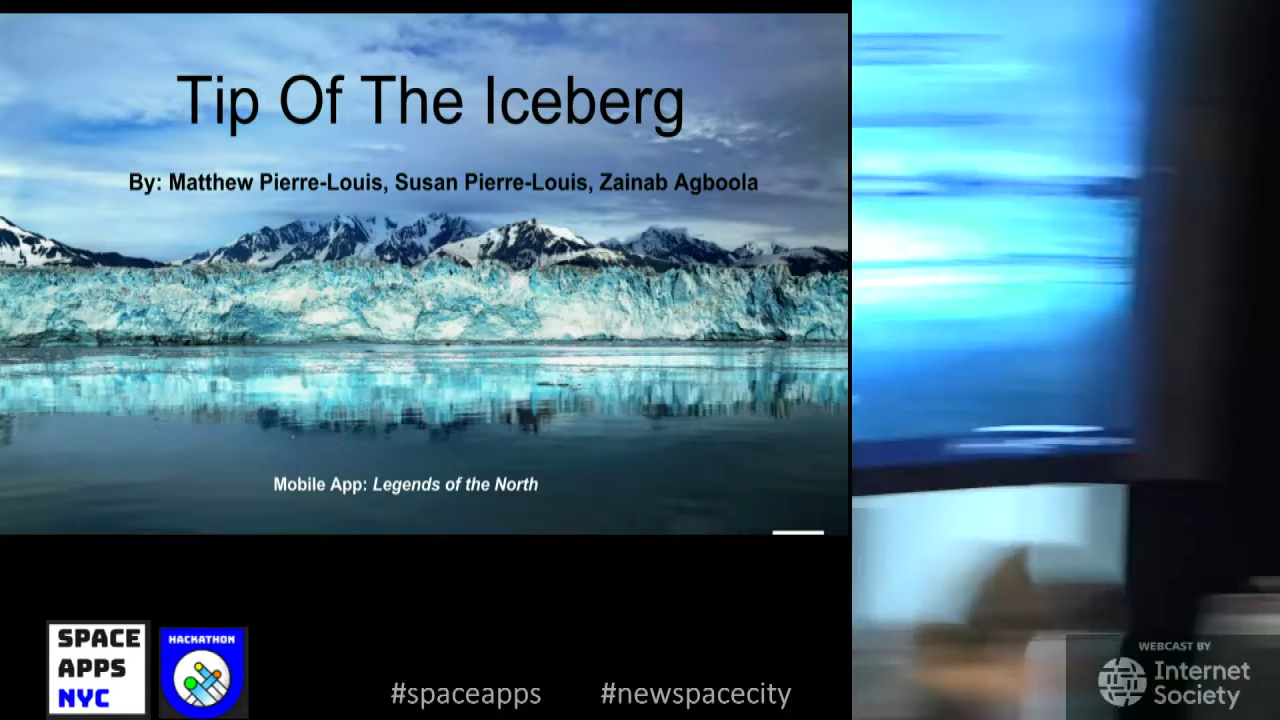 Tip Of The Iceberg
By: Matthew Pierre-Louis, Susan Pierre-Louis, Zainab Agboola
Mobile App: Legends of the North
SPACE
APPS
NYC
HACKATHON
#spaceapps #newspacecity
WEBCAST BY
Internet
Society